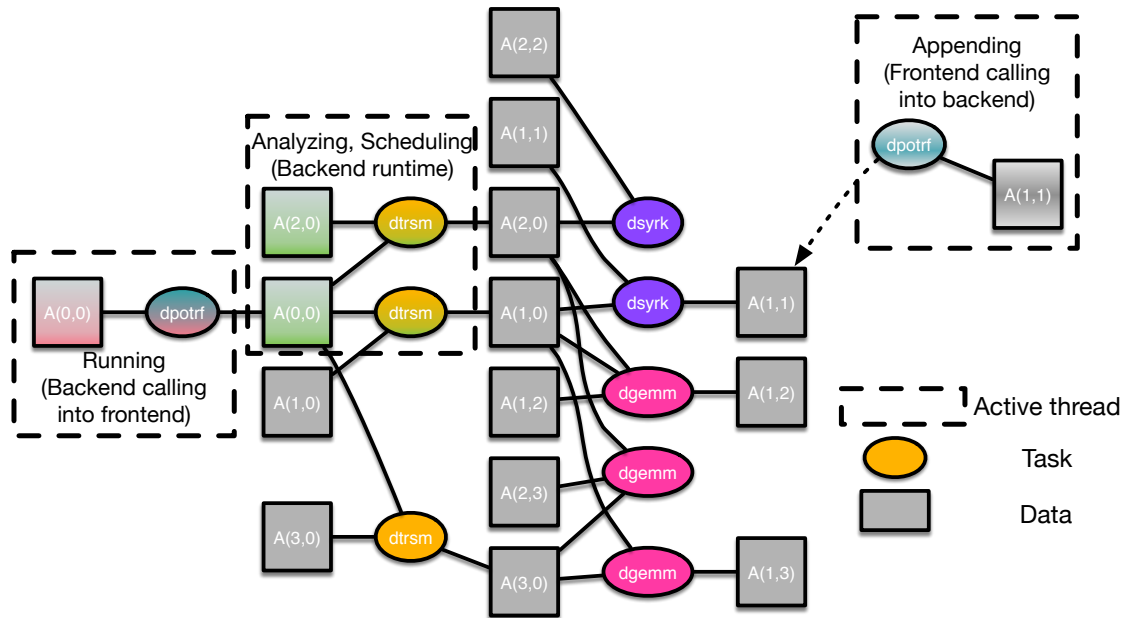 A(2,2)
Appending
(Frontend calling
into backend)
A(1,1)
Analyzing, Scheduling
(Backend runtime)
dpotrf
A(1,1)
A(2,0)
dtrsm
A(2,0)
dsyrk
A(0,0)
dpotrf
A(0,0)
dtrsm
A(1,0)
dsyrk
A(1,1)
Running
(Backend calling
into frontend)
A(1,0)
A(1,2)
dgemm
A(1,2)
Active thread
A(2,3)
dgemm
Task
Data
A(3,0)
dtrsm
A(3,0)
dgemm
A(1,3)